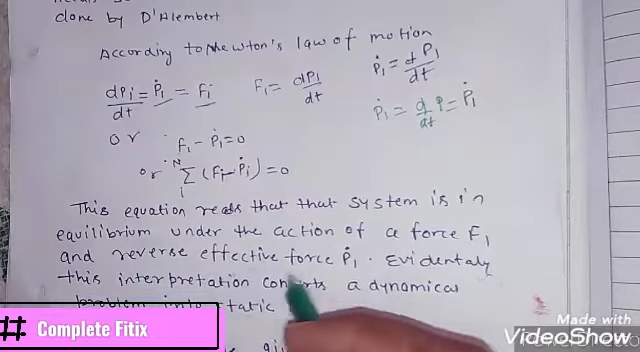 done by D'Alembert
According to Newton's law of motion
dPi/dt = Ṗi = Fi F1 = dP1/dt Ṗ1 = dP1/dt
Ṗ1 = d/dt P = Ṗ1
or F1 - Ṗ1 = 0
or N Σ i (Fi - Ṗi) = 0
This equation reads that that system is in
equilibrium under the action of a force F1
and reverse effective force Ṗ1. Evidentaly
this interpretation converts a dynamical
problem into static
# Complete Fitix
Made with
VideoShow